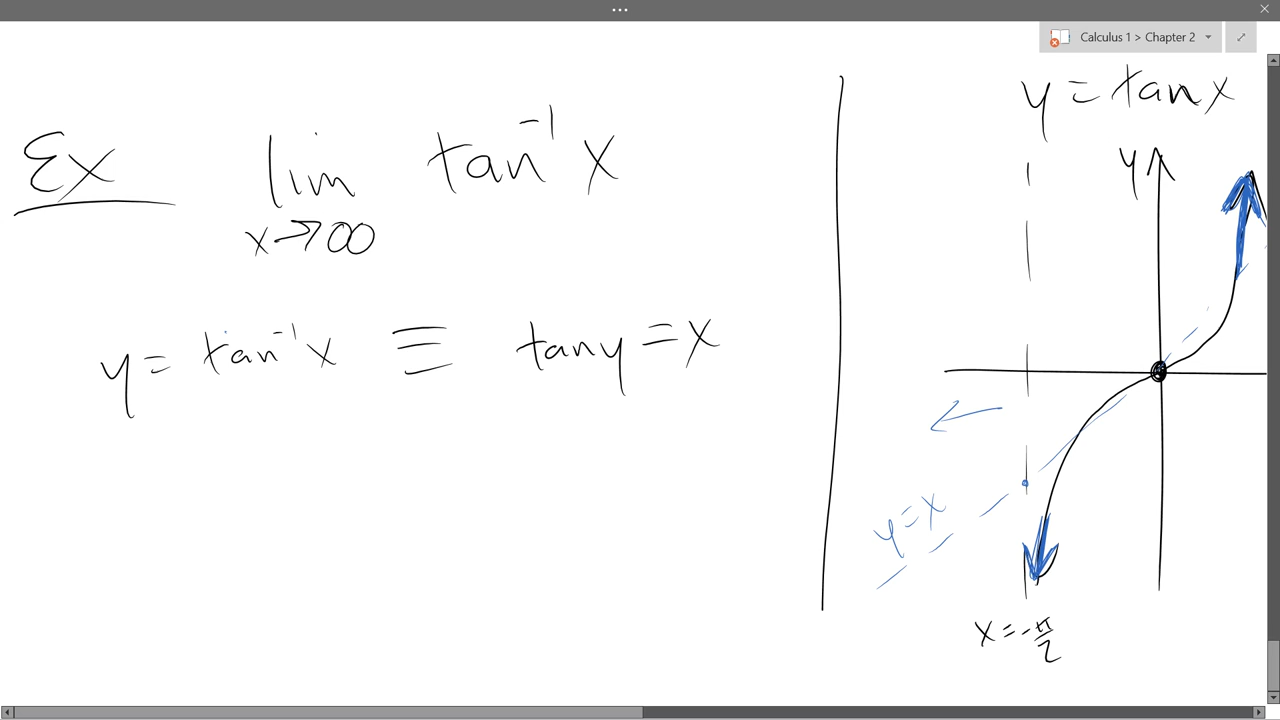 Calculus 1 > Chapter 2
Ex lim tan⁻¹ x
x→∞
y = tan⁻¹ x ≡ tan y = x
y = tan x
y
y = x
x = -π/2